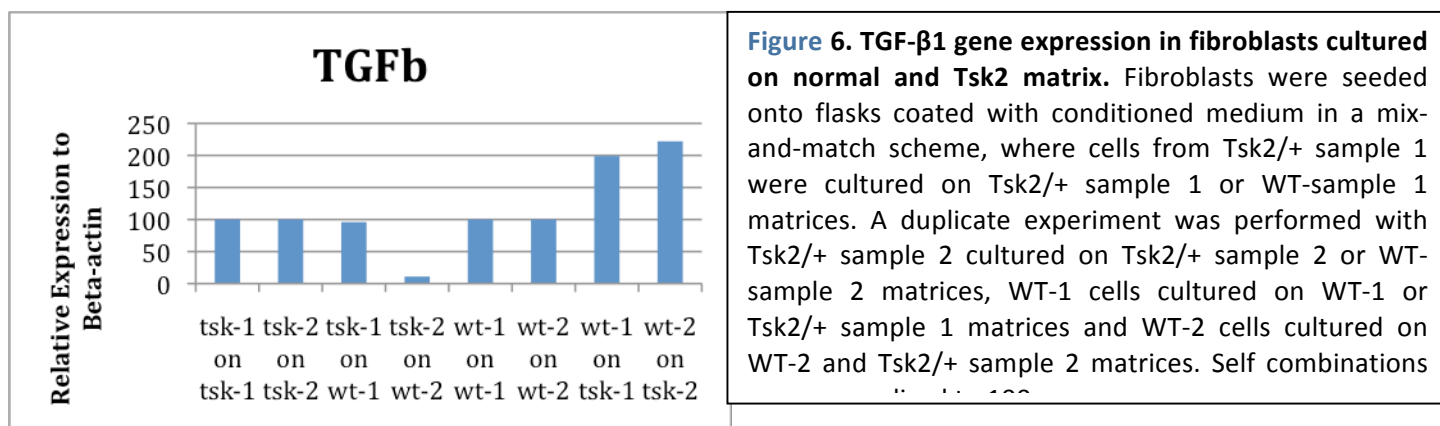 TGFb
Relative Expression to
Beta-actin
250
200
150
100
50
0
tsk-1 tsk-2 tsk-1 tsk-2 wt-1 wt-2 wt-1 wt-2
on on on on on on on on
tsk-1 tsk-2 wt-1 wt-2 wt-1 wt-2 tsk-1 tsk-2
Figure 6. TGF-β1 gene expression in fibroblasts cultured
on normal and Tsk2 matrix. Fibroblasts were seeded
onto flasks coated with conditioned medium in a mix-
and-match scheme, where cells from Tsk2/+ sample 1
were cultured on Tsk2/+ sample 1 or WT-sample 1
matrices. A duplicate experiment was performed with
Tsk2/+ sample 2 cultured on Tsk2/+ sample 2 or WT-
sample 2 matrices, WT-1 cells cultured on WT-1 or
Tsk2/+ sample 1 matrices and WT-2 cells cultured on
WT-2 and Tsk2/+ sample 2 matrices. Self combinations